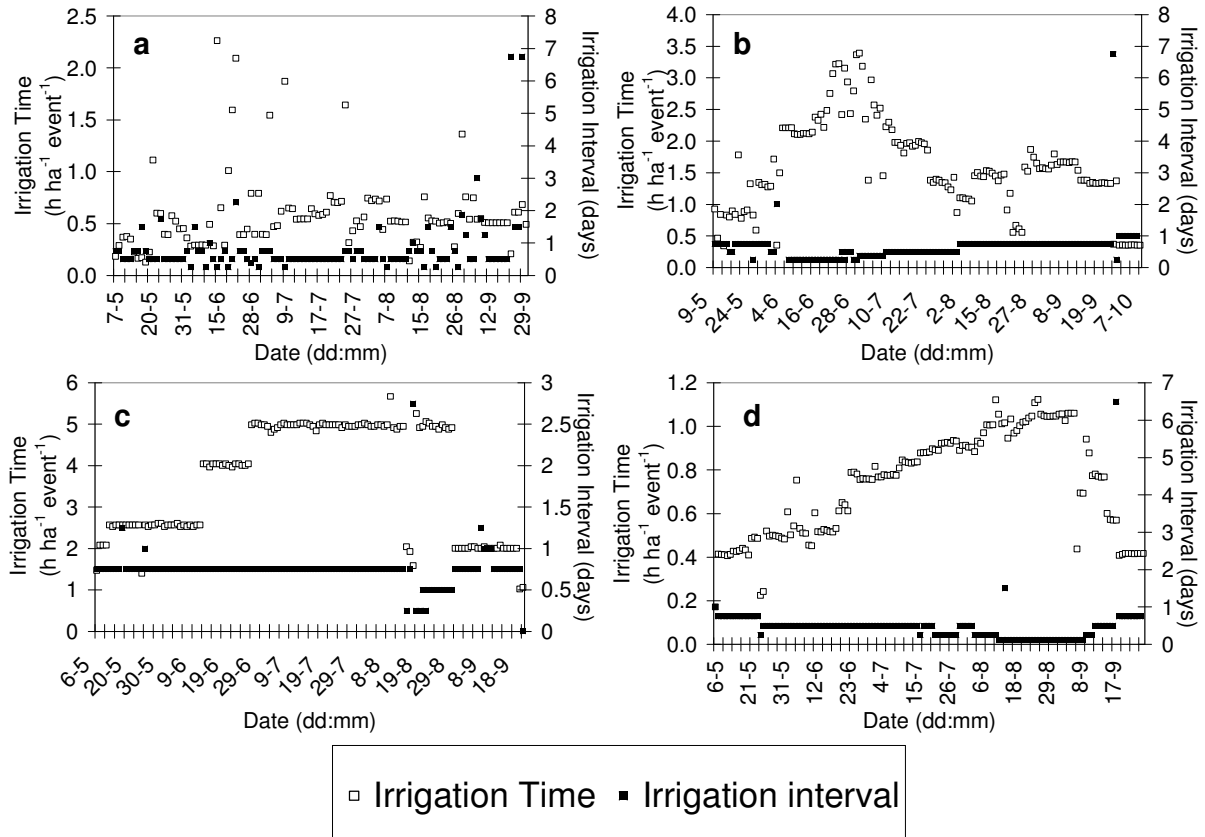 a
2.5
2.0
1.5
1.0
0.5
0.0
Irrigation Time
(h ha⁻¹ event⁻¹)
8
7
6
5
4
3
2
1
0
Irrigation Interval (days)
7-5 20-5 31-5 15-6 28-6 9-7 17-7 27-7 8-8 15-8 26-8 12-9 29-9
Date (dd:mm)
b
4.0
3.5
3.0
2.5
2.0
1.5
1.0
0.5
0.0
Irrigation Time
(h ha⁻¹ event⁻¹)
8
7
6
5
4
3
2
1
0
Irrigation Interval (days)
9-5 24-5 4-6 16-6 28-6 10-7 22-7 2-8 15-8 27-8 8-9 19-9 7-10
Date (dd:mm)
c
6
5
4
3
2
1
0
Irrigation Time
(h ha⁻¹ event⁻¹)
3
2.5
2
1.5
1
0.5
0
Irrigation Interval (days)
6-5 20-5 30-5 9-6 19-6 29-6 9-7 19-7 29-7 8-8 19-8 29-8 8-9 18-9
Date (dd:mm)
d
1.2
1.0
0.8
0.6
0.4
0.2
0.0
Irrigation Time
(h ha⁻¹ event⁻¹)
7
6
5
4
3
2
1
0
Irrigation Interval (days)
6-5 21-5 31-5 12-6 23-6 4-7 15-7 26-7 6-8 18-8 29-8 8-9 17-9
Date (dd:mm)
Irrigation Time Irrigation interval